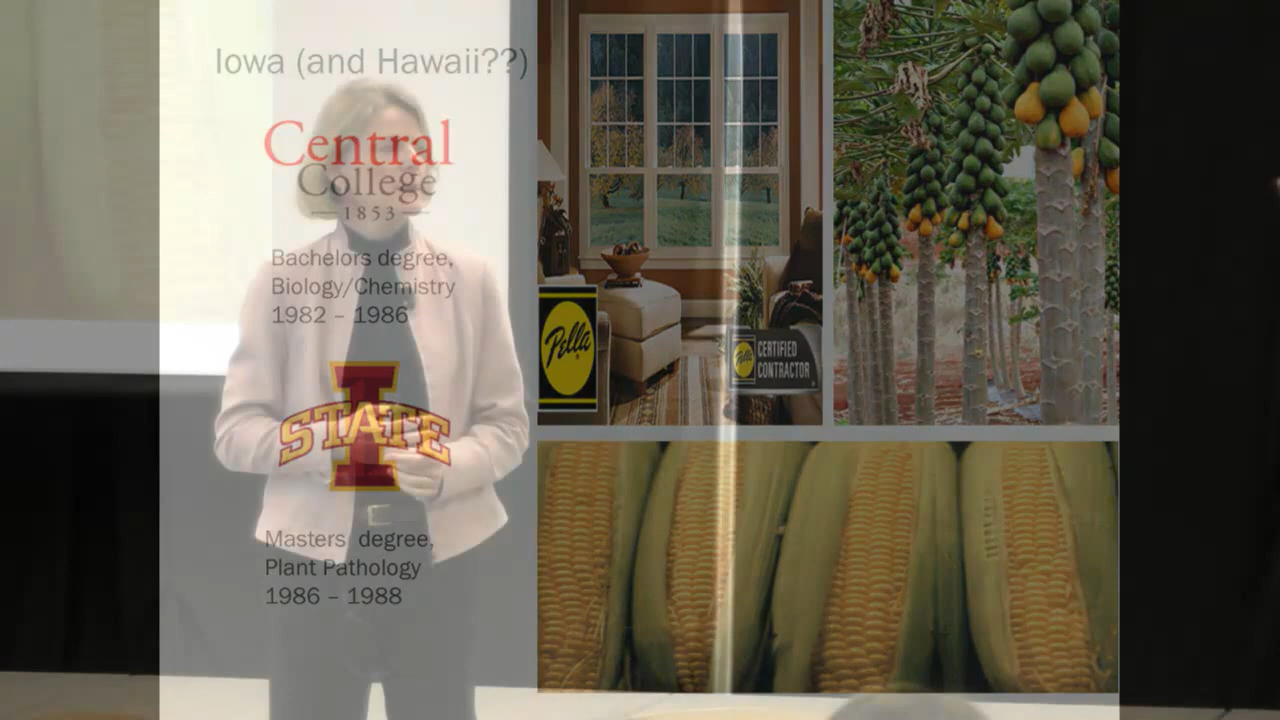 Iowa (and Hawaii??)
Central
College
1853
Bachelors degree,
Biology/Chemistry
1982 – 1986
I
STATE
Masters degree,
Plant Pathology
1986 – 1988
Pella
Pella
CERTIFIED
CONTRACTOR